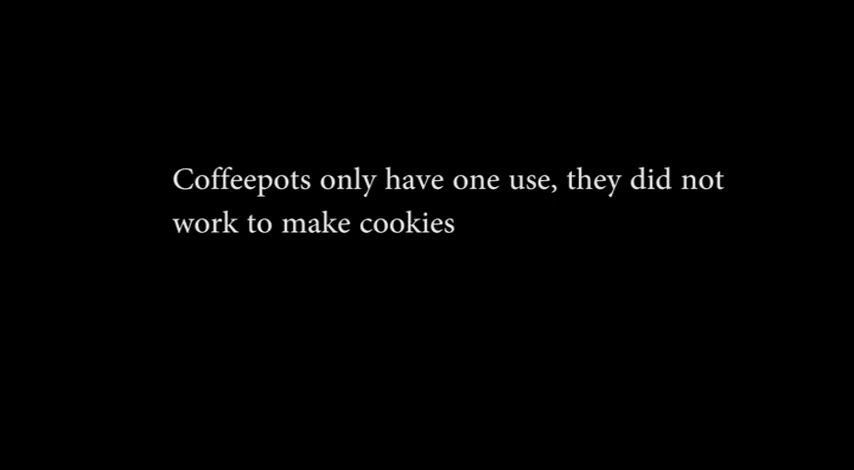 Coffeepots only have one use, they did not
work to make cookies